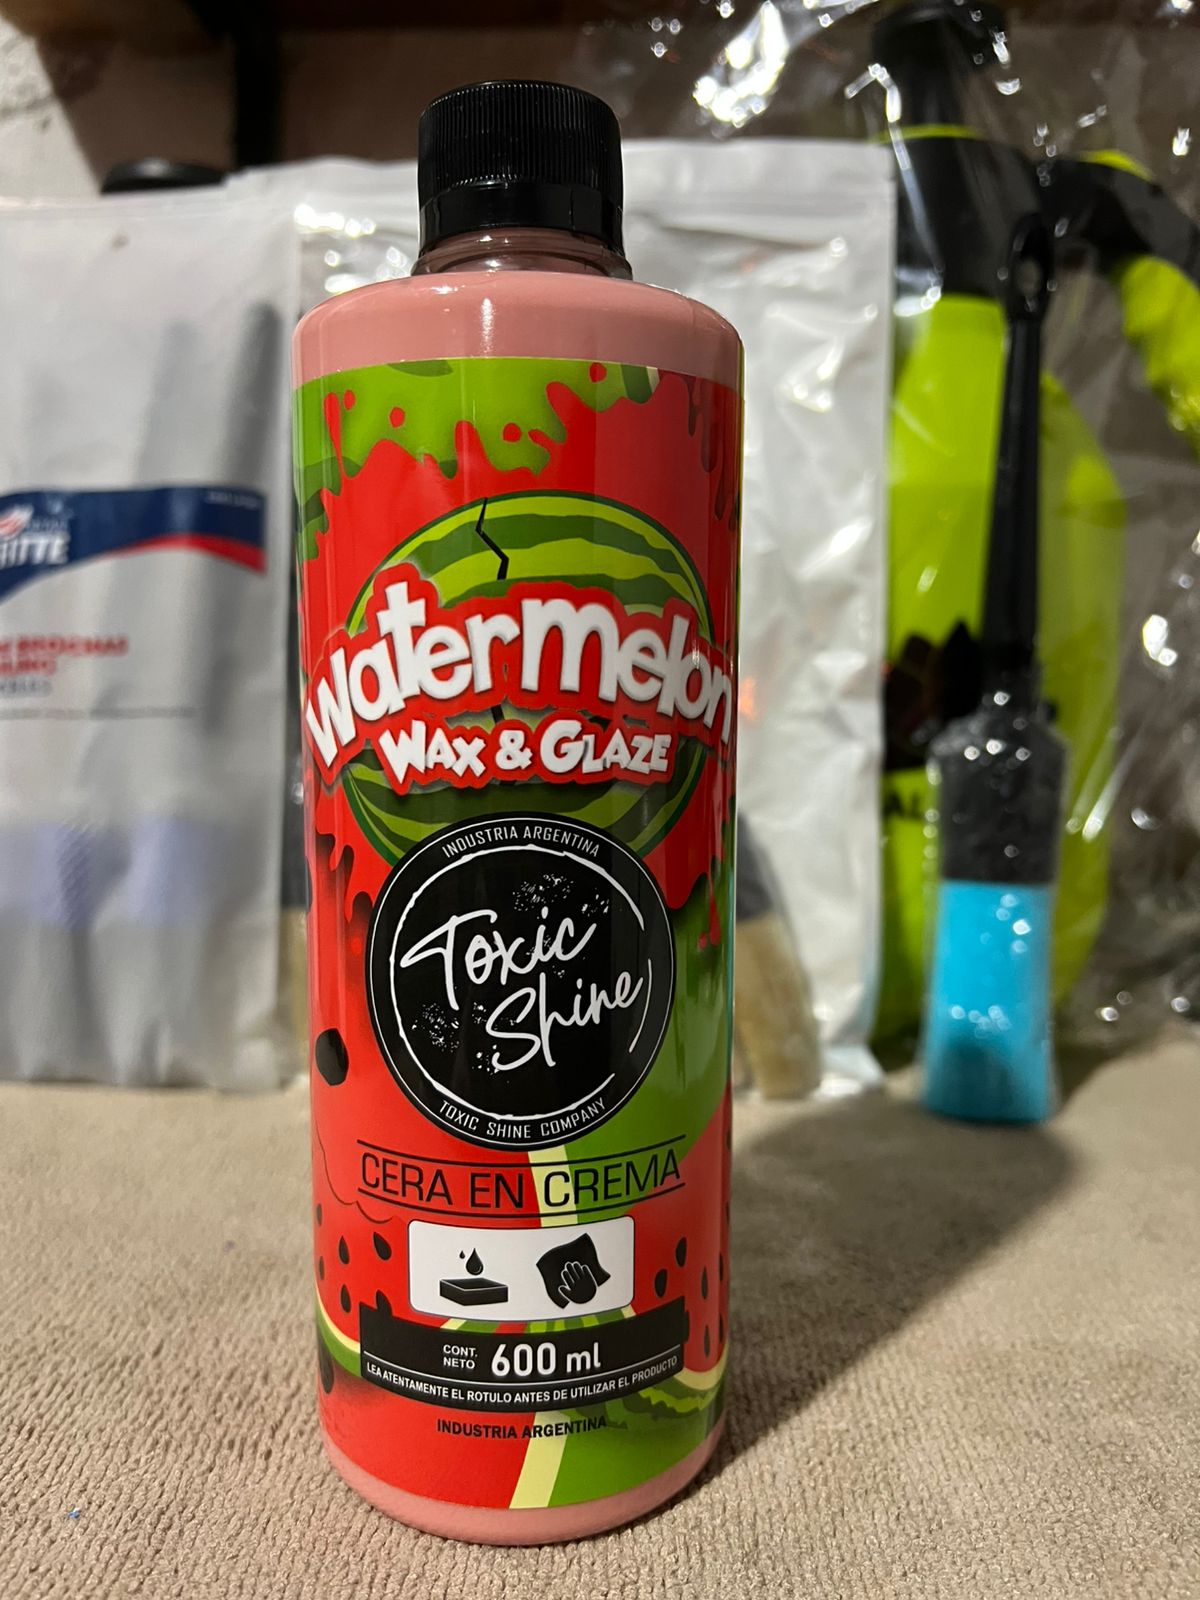 Watermelon
WAX & GLAZE
INDUSTRIA ARGENTINA
Toxic
Shine
TOXIC SHINE COMPANY
CERA EN CREMA
CONT.
NETO 600 ml
LEA ATENTAMENTE EL ROTULO ANTES DE UTILIZAR EL PRODUCTO
INDUSTRIA ARGENTINA